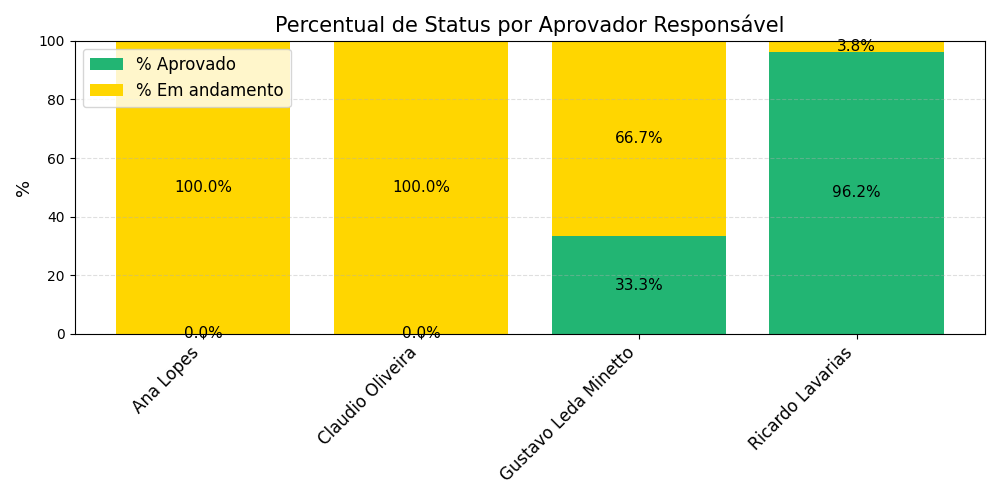 Percentual de Status por Aprovador Responsável
% Aprovado
% Em andamento
%
100
80
60
40
20
0
100.0%
0.0%
100.0%
0.0%
66.7%
33.3%
3.8%
96.2%
Ana Lopes
Claudio Oliveira
Gustavo Leda Minetto
Ricardo Lavarias